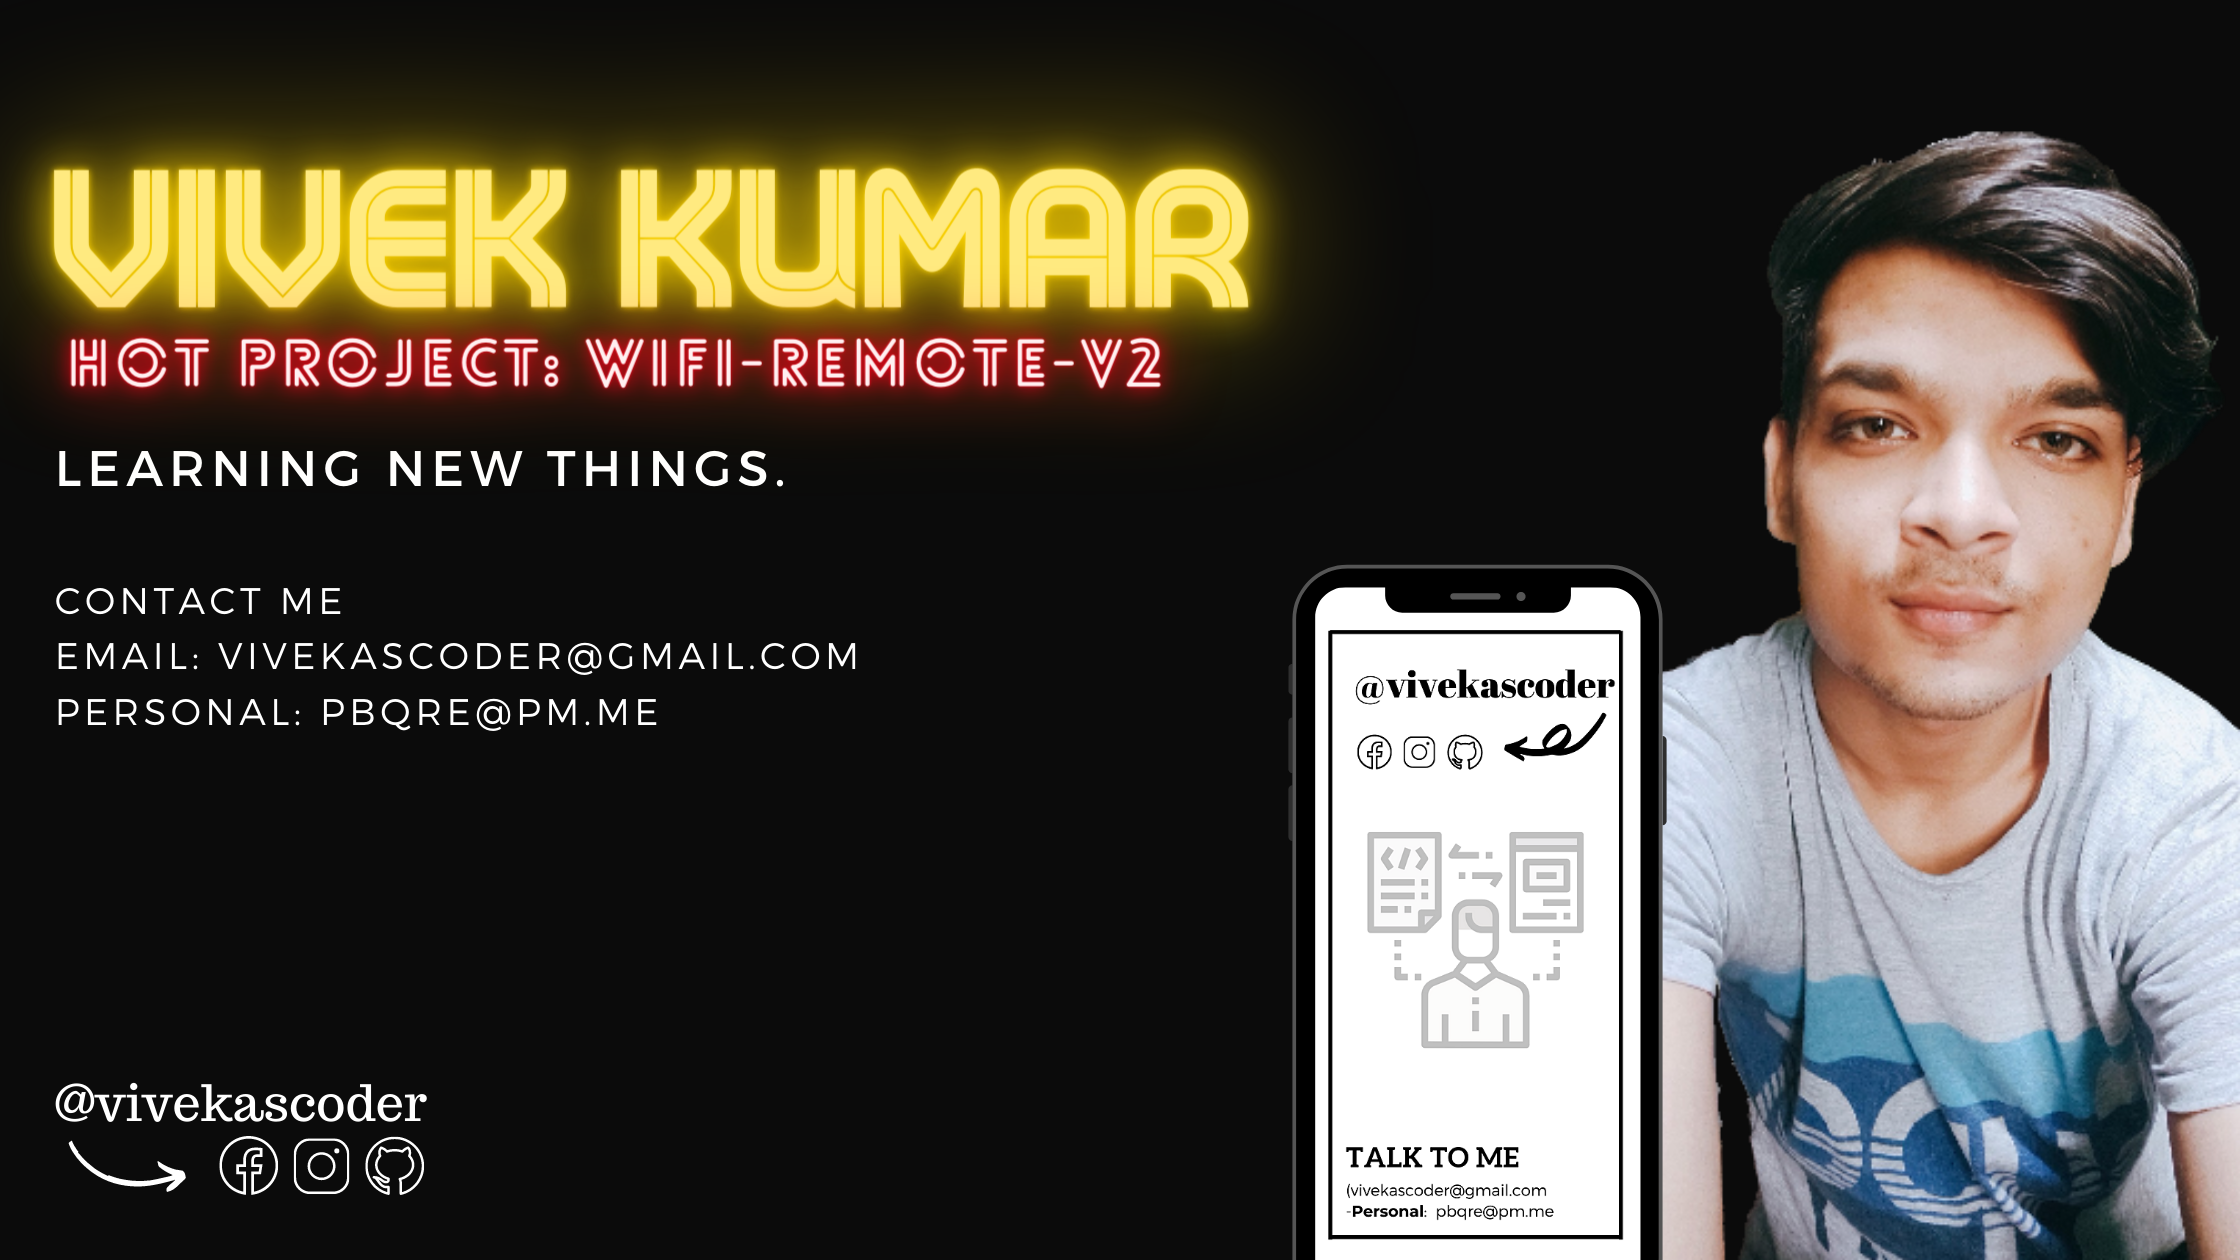 VIVEK KUMAR
HOT PROJECT: WIFI-REMOTE-V2
LEARNING NEW THINGS.
CONTACT ME
EMAIL: VIVEKASCODER@GMAIL.COM
PERSONAL: PBQRE@PM.ME
@vivekascoder
@vivekascoder
TALK TO ME
(vivekascoder@gmail.com
-Personal: pbqre@pm.me